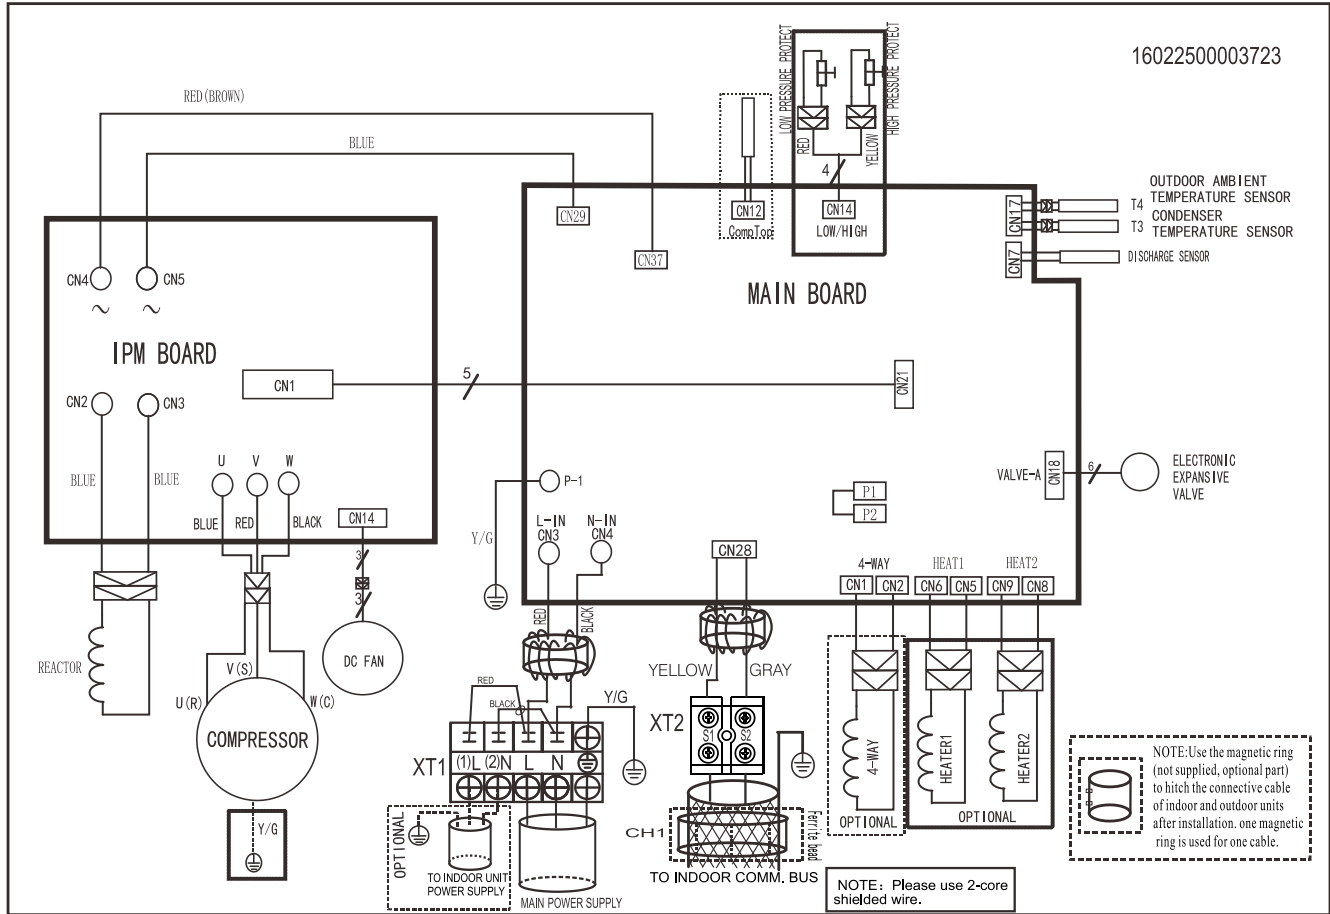 16022500003723
LOW PRESSURE PROTECT
HIGH PRESSURE PROTECT
RED
YELLOW
4
CN12
CompTop
CN14
LOW/HIGH
RED(BROWN)
BLUE
CN29
CN37
CN17
CN7
T4
OUTDOOR AMBIENT
TEMPERATURE SENSOR
T3
CONDENSER
TEMPERATURE SENSOR
DISCHARGE SENSOR
MAIN BOARD
CN4
CN5
~
~
IPM BOARD
CN1
5
CN21
CN2
CN3
BLUE
BLUE
U
V
W
BLUE
RED
BLACK
CN14
3
3
DC FAN
REACTOR
U(R)
V(S)
W(C)
COMPRESSOR
Y/G
P-1
Y/G
L-IN
CN3
N-IN
CN4
RED
BLACK
CN28
P1
P2
VALVE-A
CN18
6
ELECTRONIC
EXPANSIVE
VALVE
4-WAY
HEAT1
HEAT2
CN1
CN2
CN6
CN5
CN9
CN8
YELLOW
GRAY
RED
BLACK
Y/G
XT1
(1)L
(2)N
L
N
XT2
S1
S2
OPTIONAL
TO INDOOR UNIT
POWER SUPPLY
MAIN POWER SUPPLY
CH1
Ferrite bead
TO INDOOR COMM. BUS
4-WAY
OPTIONAL
HEATER1
HEATER2
OPTIONAL
NOTE: Please use 2-core
shielded wire.
NOTE:Use the magnetic ring
(not supplied, optional part)
to hitch the connective cable
of indoor and outdoor units
after installation. one magnetic
ring is used for one cable.